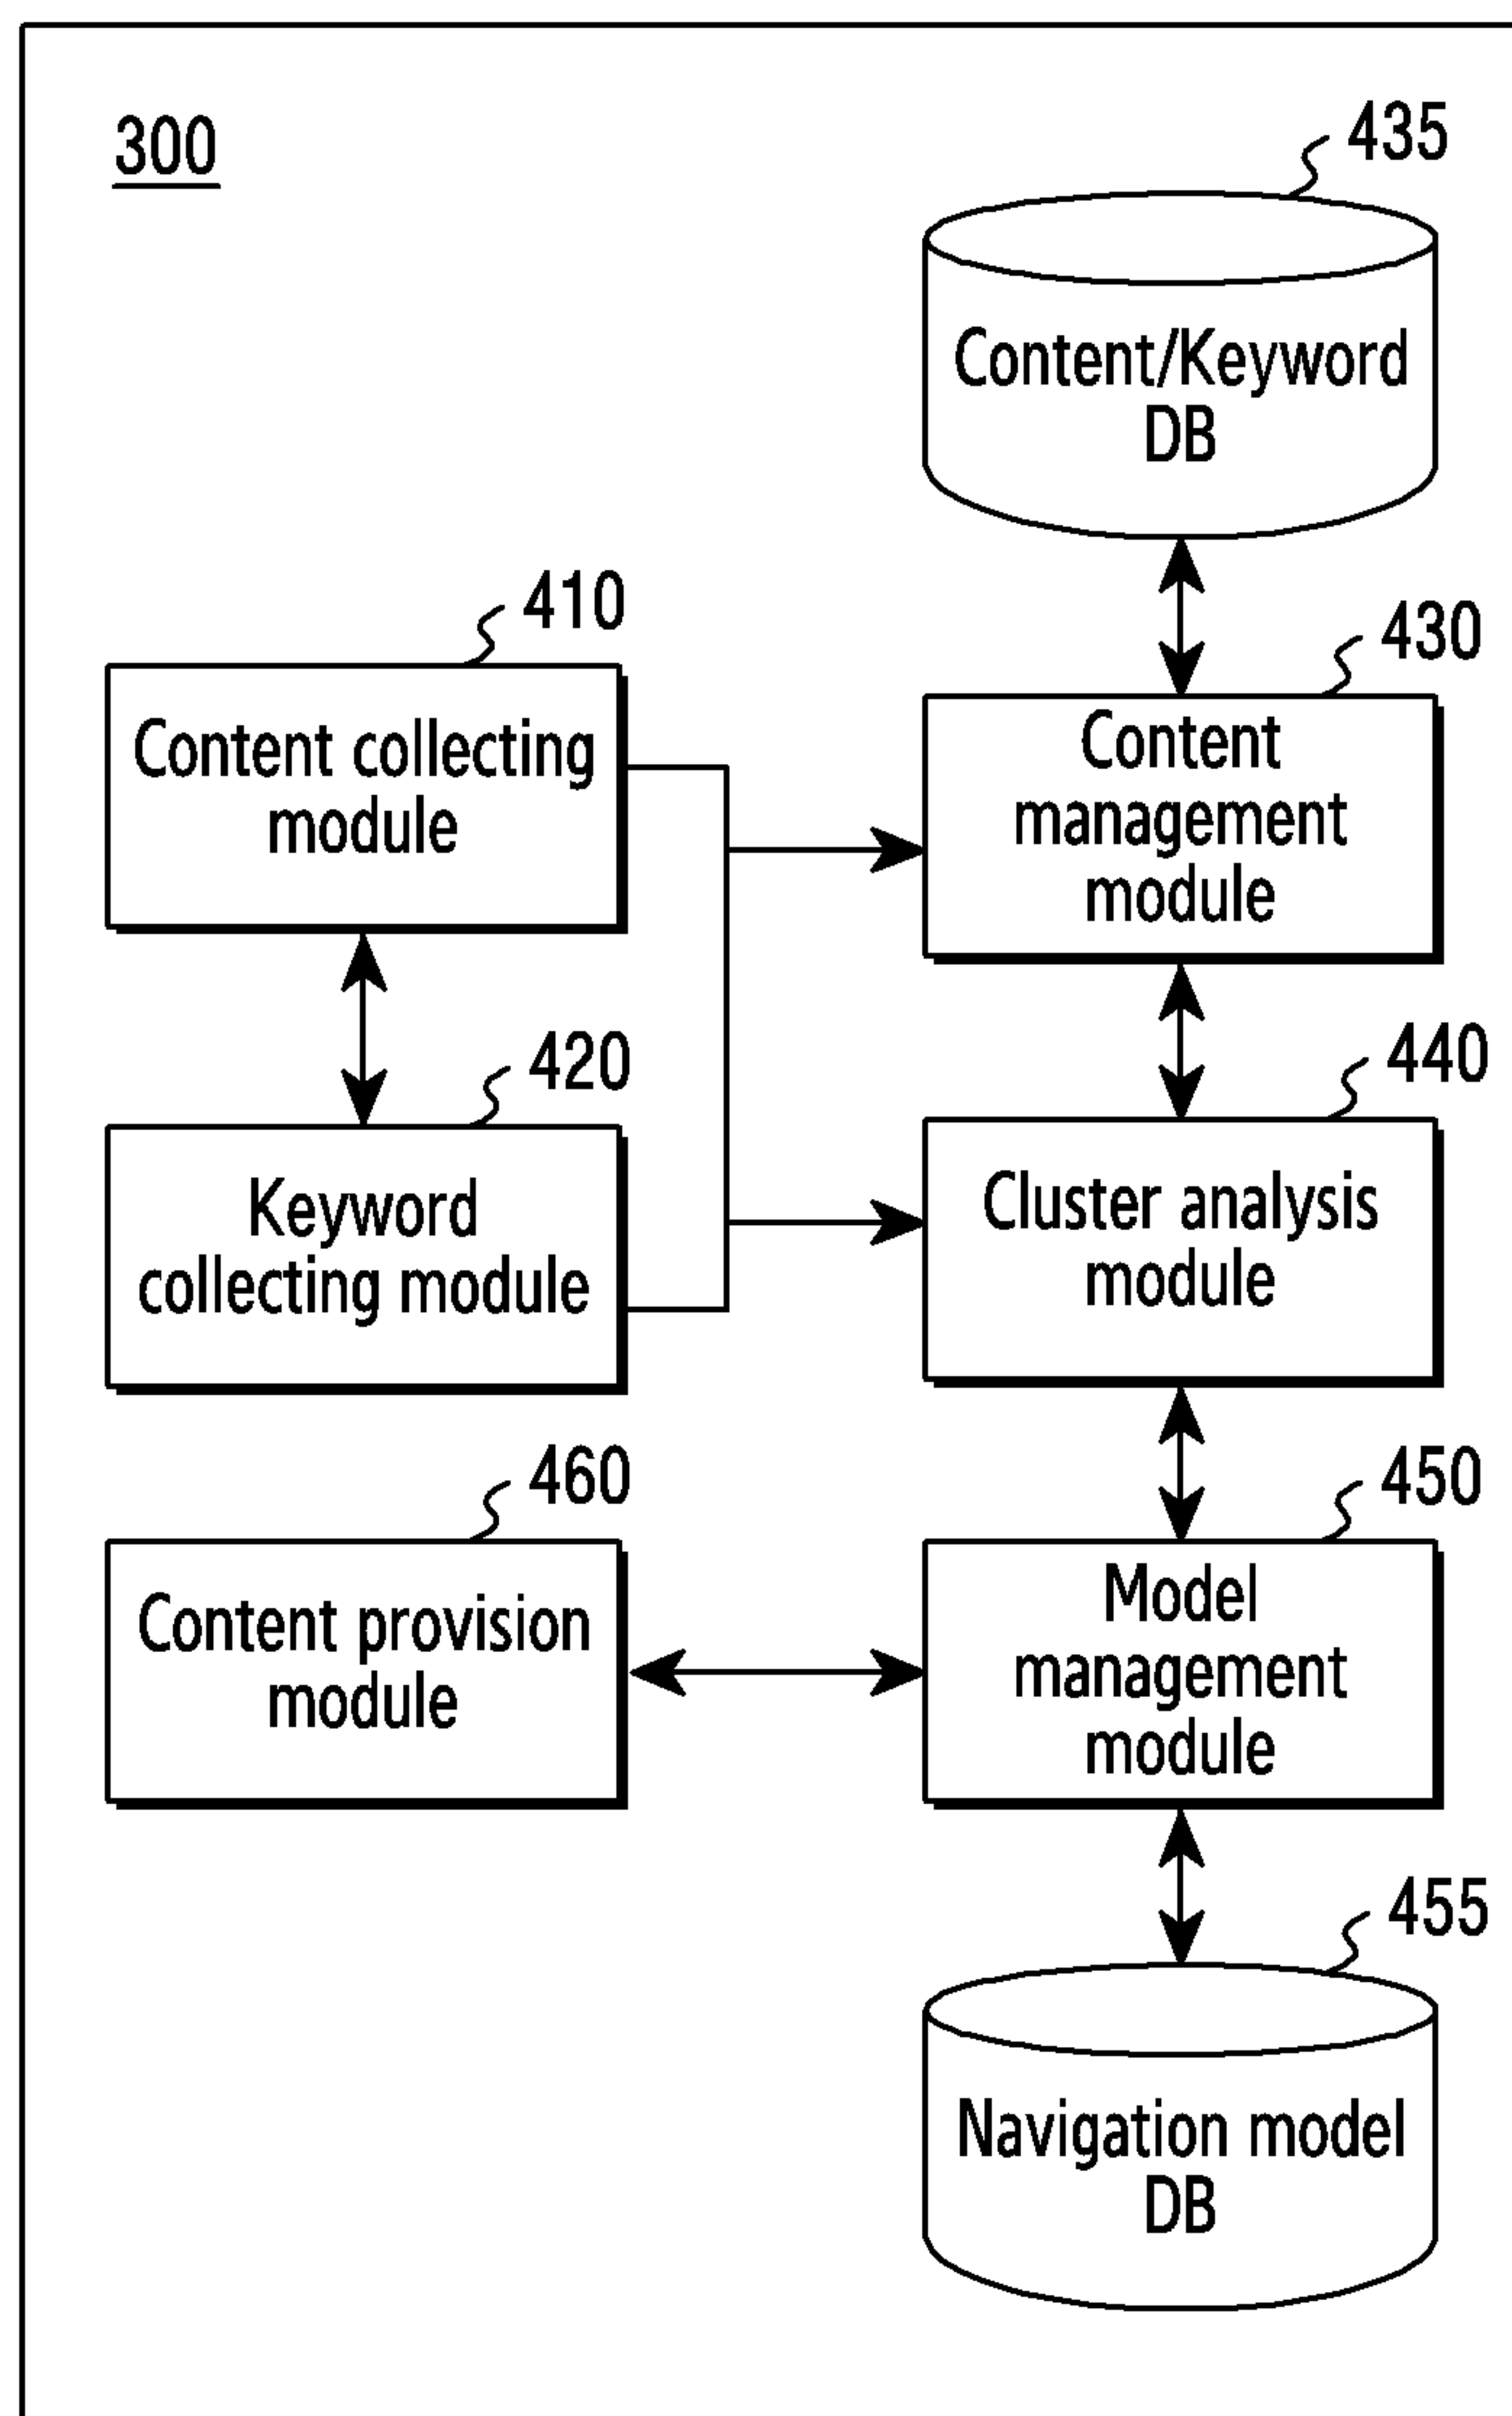 300
435
Content/Keyword
DB
410
430
Content collecting
module
Content
management
module
420
440
Keyword
collecting module
Cluster analysis
module
460
450
Content provision
module
Model
management
module
455
Navigation model
DB